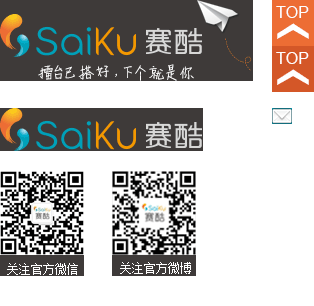 SaiKu 赛酷
擂台已搭好，下个就是你
TOP
TOP
SaiKu 赛酷
SaiKu
赛酷
SaiKu
赛酷
关注官方微信
关注官方微博